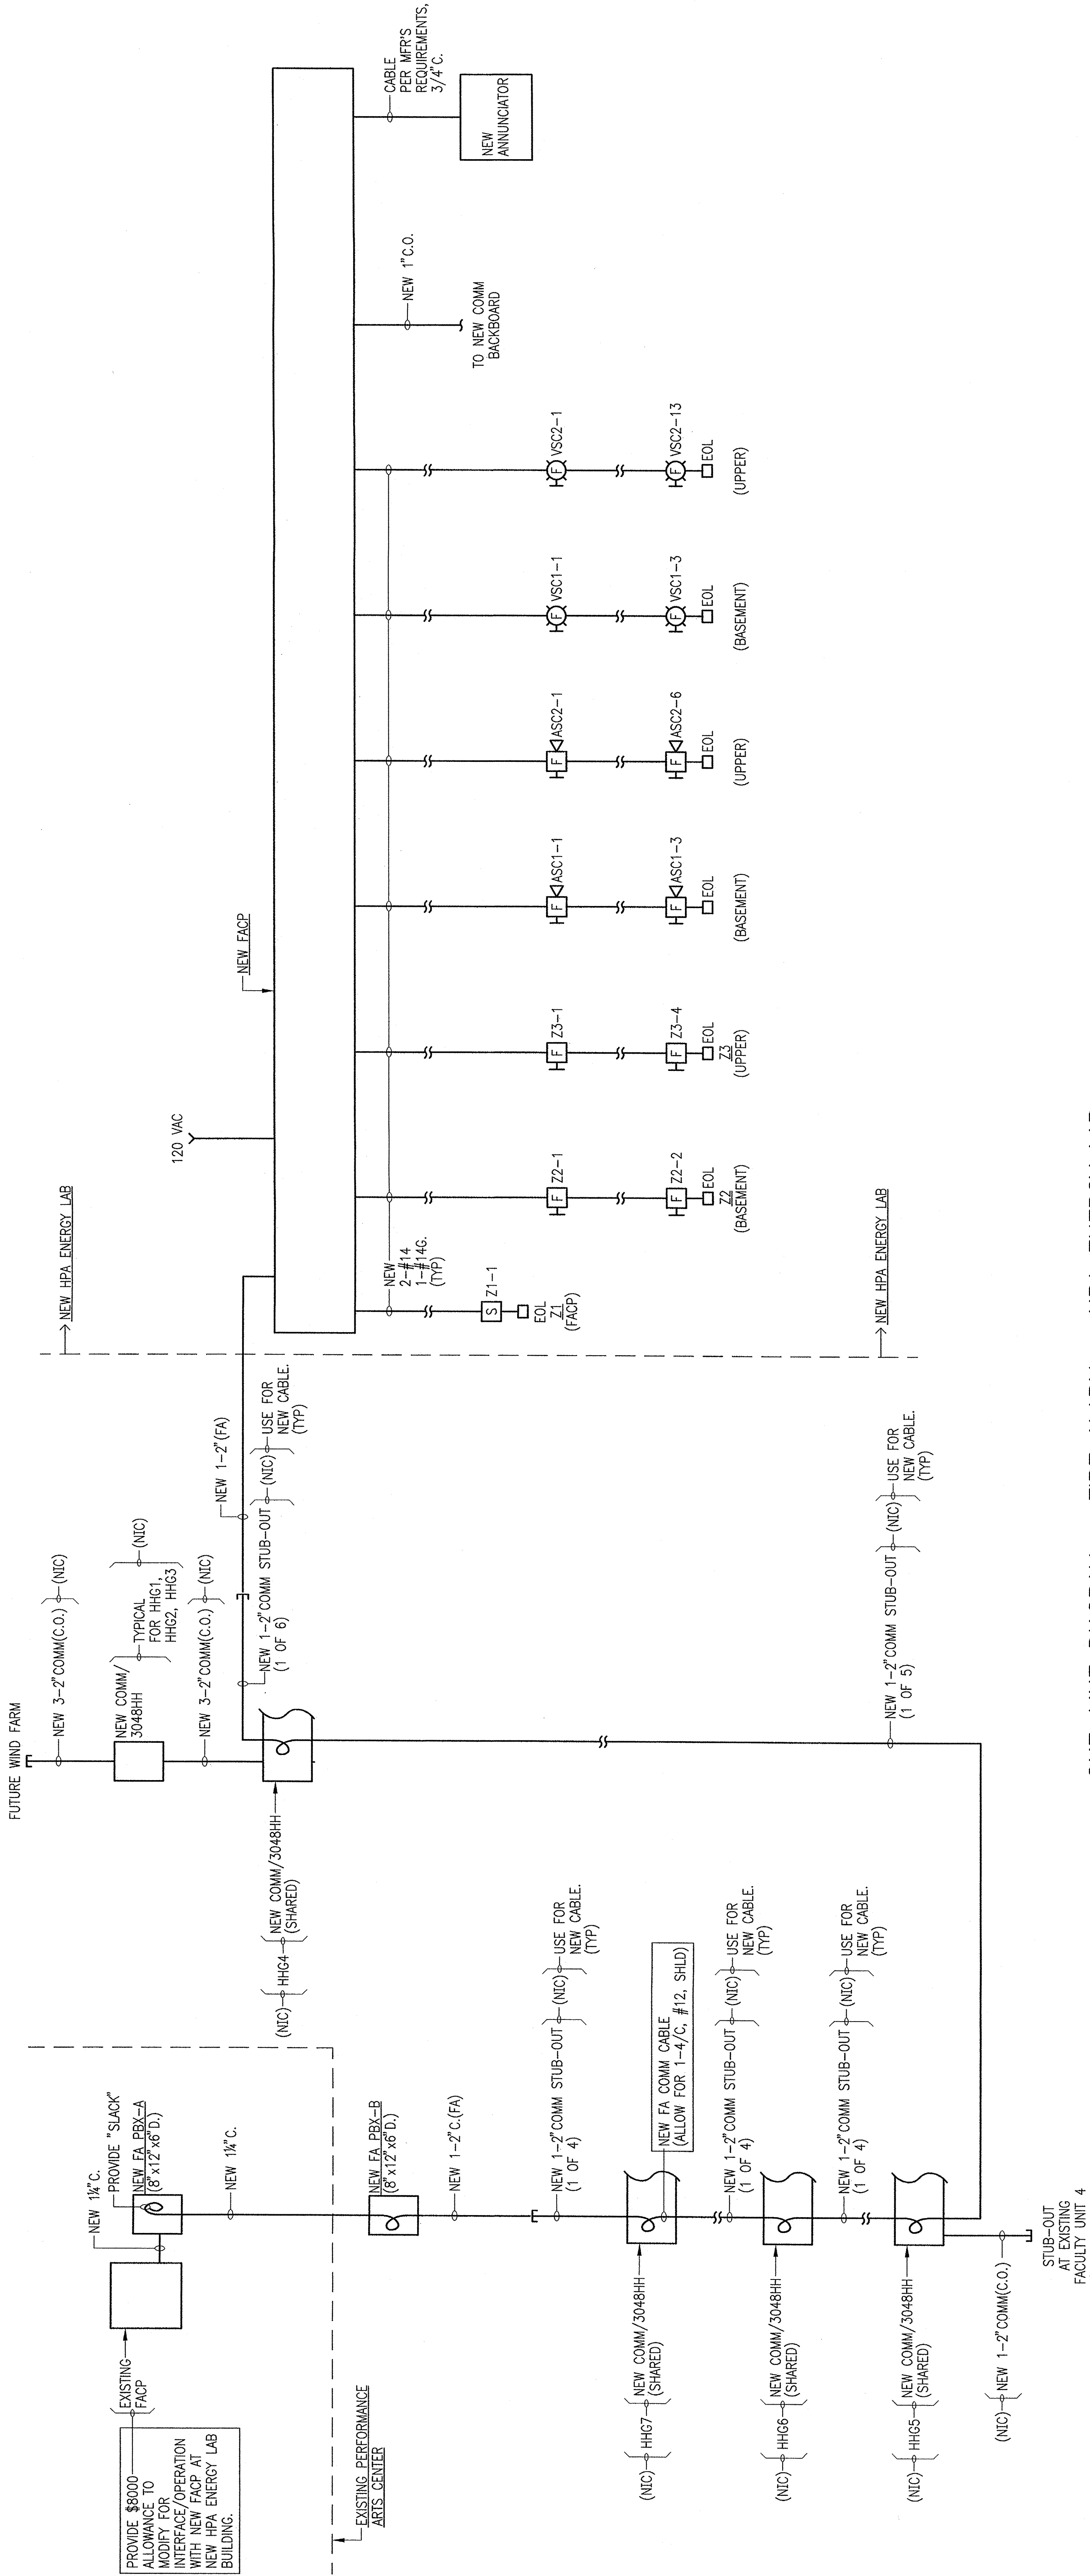 FUTURE WIND FARM
NEW 3-2"COMM(C.O.)
(NIC)
NEW COMM/
3048HH
TYPICAL
FOR HHG1,
HHG2, HHG3
(NIC)
NEW 3-2"COMM(C.O.)
(NIC)
NEW 1-2"(FA)
NEW 1-2"COMM STUB-OUT
(1 OF 6)
(NIC)
USE FOR
NEW CABLE.
(TYP)
(NIC)
HHG4
NEW COMM/3048HH
(SHARED)
NEW HPA ENERGY LAB
120 VAC
NEW FACP
CABLE
PER MFR'S
REQUIREMENTS,
3/4"C.
NEW
ANNUNCIATOR
NEW 1"C.O.
TO NEW COMM
BACKBOARD
NEW
2-#14
1-#14G.
(TYP)
S
Z1-1
EOL
Z1
(FACP)
F
Z2-1
F
Z2-2
EOL
Z2
(BASEMENT)
F
Z3-1
F
Z3-4
EOL
Z3
(UPPER)
F
ASC1-1
F
ASC1-3
EOL
(BASEMENT)
F
ASC2-1
F
ASC2-6
EOL
(UPPER)
F
VSC1-1
F
VSC1-3
EOL
(BASEMENT)
F
VSC2-1
F
VSC2-13
EOL
(UPPER)
NEW HPA ENERGY LAB
NEW 1-2"COMM STUB-OUT
(1 OF 5)
(NIC)
USE FOR
NEW CABLE.
(TYP)
PROVIDE $8000
ALLOWANCE TO
MODIFY FOR
INTERFACE/OPERATION
WITH NEW FACP AT
NEW HPA ENERGY LAB
BUILDING.
EXISTING
FACP
NEW 1¼"C.
PROVIDE "SLACK"
NEW FA PBX-A
(8"x12"x6"D.)
NEW 1¼"C.
EXISTING PERFORMANCE
ARTS CENTER
NEW FA PBX-B
(8"x12"x6"D.)
NEW 1-2"C.(FA)
NEW 1-2"COMM STUB-OUT
(1 OF 4)
(NIC)
USE FOR
NEW CABLE.
(TYP)
(NIC)
HHG7
NEW COMM/3048HH
(SHARED)
NEW FA COMM CABLE
(ALLOW FOR 1-4/C, #12, SHLD)
NEW 1-2"COMM STUB-OUT
(1 OF 4)
(NIC)
USE FOR
NEW CABLE.
(TYP)
(NIC)
HHG6
NEW COMM/3048HH
(SHARED)
NEW 1-2"COMM STUB-OUT
(1 OF 4)
(NIC)
USE FOR
NEW CABLE.
(TYP)
(NIC)
HHG5
NEW COMM/3048HH
(SHARED)
(NIC)
NEW 1-2"COMM(C.O.)
STUB-OUT
AT EXISTING
FACULTY UNIT 4